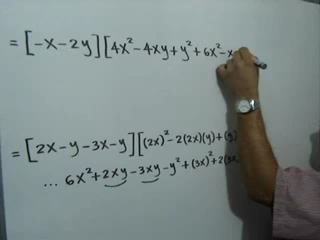 = [-x-2y][4x²-4xy+y²+6x²-x
= [2x-y-3x-y][(2x)²-2(2x)(y)+(y)
... 6x²+2xy-3xy-y²+(3x)²+2(3x